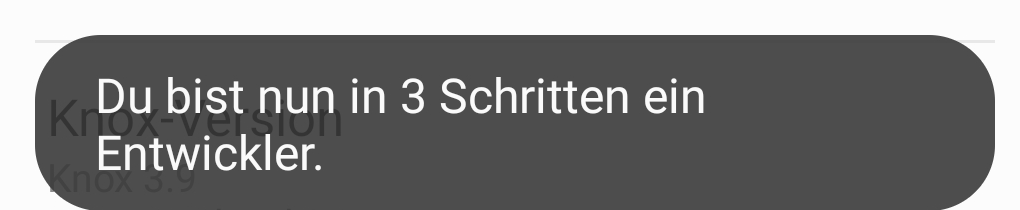 Du bist nun in 3 Schritten ein
Entwickler.
Knox-Version
Knox 3.9